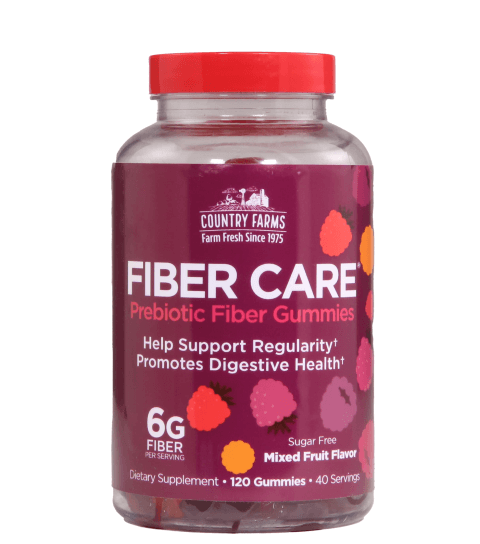 COUNTRY FARMS
Farm Fresh Since 1975
FIBER CARE
Prebiotic Fiber Gummies
Help Support Regularity†
Promotes Digestive Health†
6G
FIBER
PER SERVING
Sugar Free
Mixed Fruit Flavor
Dietary Supplement • 120 Gummies • 40 Servings